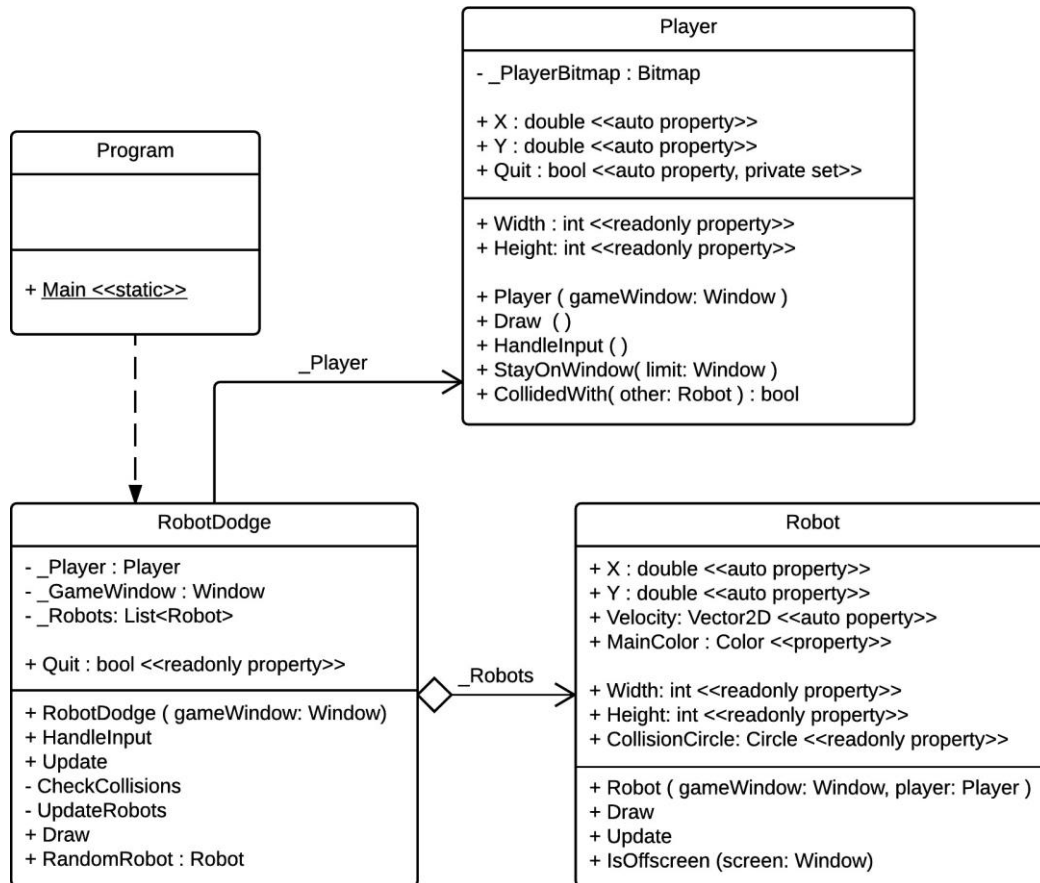 Player
- _PlayerBitmap : Bitmap
+ X : double <<auto property>>
+ Y : double <<auto property>>
+ Quit : bool <<auto property, private set>>
+ Width : int <<readonly property>>
+ Height: int <<readonly property>>
+ Player ( gameWindow: Window )
+ Draw ( )
+ HandleInput ( )
+ StayOnWindow( limit: Window )
+ CollidedWith( other: Robot ) : bool
Program
+ Main <<static>>
_Player
RobotDodge
- _Player : Player
- _GameWindow : Window
- _Robots: List<Robot>
+ Quit : bool <<readonly property>>
+ RobotDodge ( gameWindow: Window)
+ HandleInput
+ Update
- CheckCollisions
- UpdateRobots
+ Draw
+ RandomRobot : Robot
_Robots
Robot
+ X : double <<auto property>>
+ Y : double <<auto property>>
+ Velocity: Vector2D <<auto poperty>>
+ MainColor : Color <<property>>
+ Width: int <<readonly property>>
+ Height: int <<readonly property>>
+ CollisionCircle: Circle <<readonly property>>
+ Robot ( gameWindow: Window, player: Player )
+ Draw
+ Update
+ IsOffscreen (screen: Window)